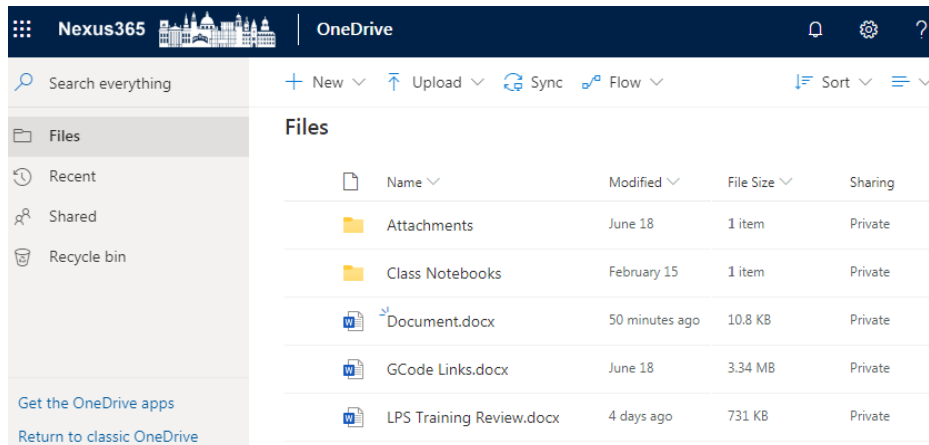 Nexus365 OneDrive ?
Search everything
+ New Upload Sync Flow Sort
Files
Recent
Shared
Recycle bin
Get the OneDrive apps
Return to classic OneDrive
Files
Name Modified File Size Sharing
Attachments June 18 1 item Private
Class Notebooks February 15 1 item Private
Document.docx 50 minutes ago 10.8 KB Private
GCode Links.docx June 18 3.34 MB Private
LPS Training Review.docx 4 days ago 731 KB Private